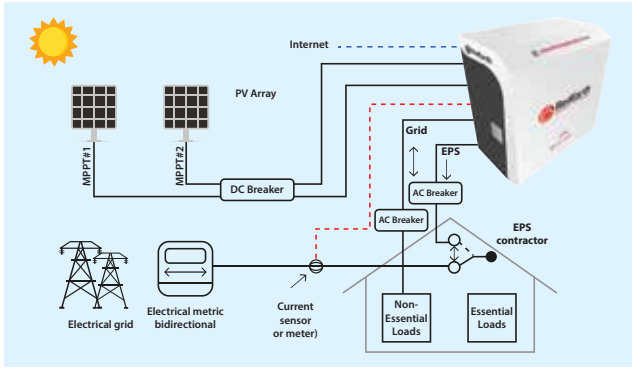 Internet
PV Array
MPPT#1
MPPT#2
DC Breaker
Grid
EPS
AC Breaker
AC Breaker
EPS
contractor
Electrical grid
Electrical metric
bidirectional
Current
sensor
or meter)
Non-
Essential
Loads
Essential
Loads